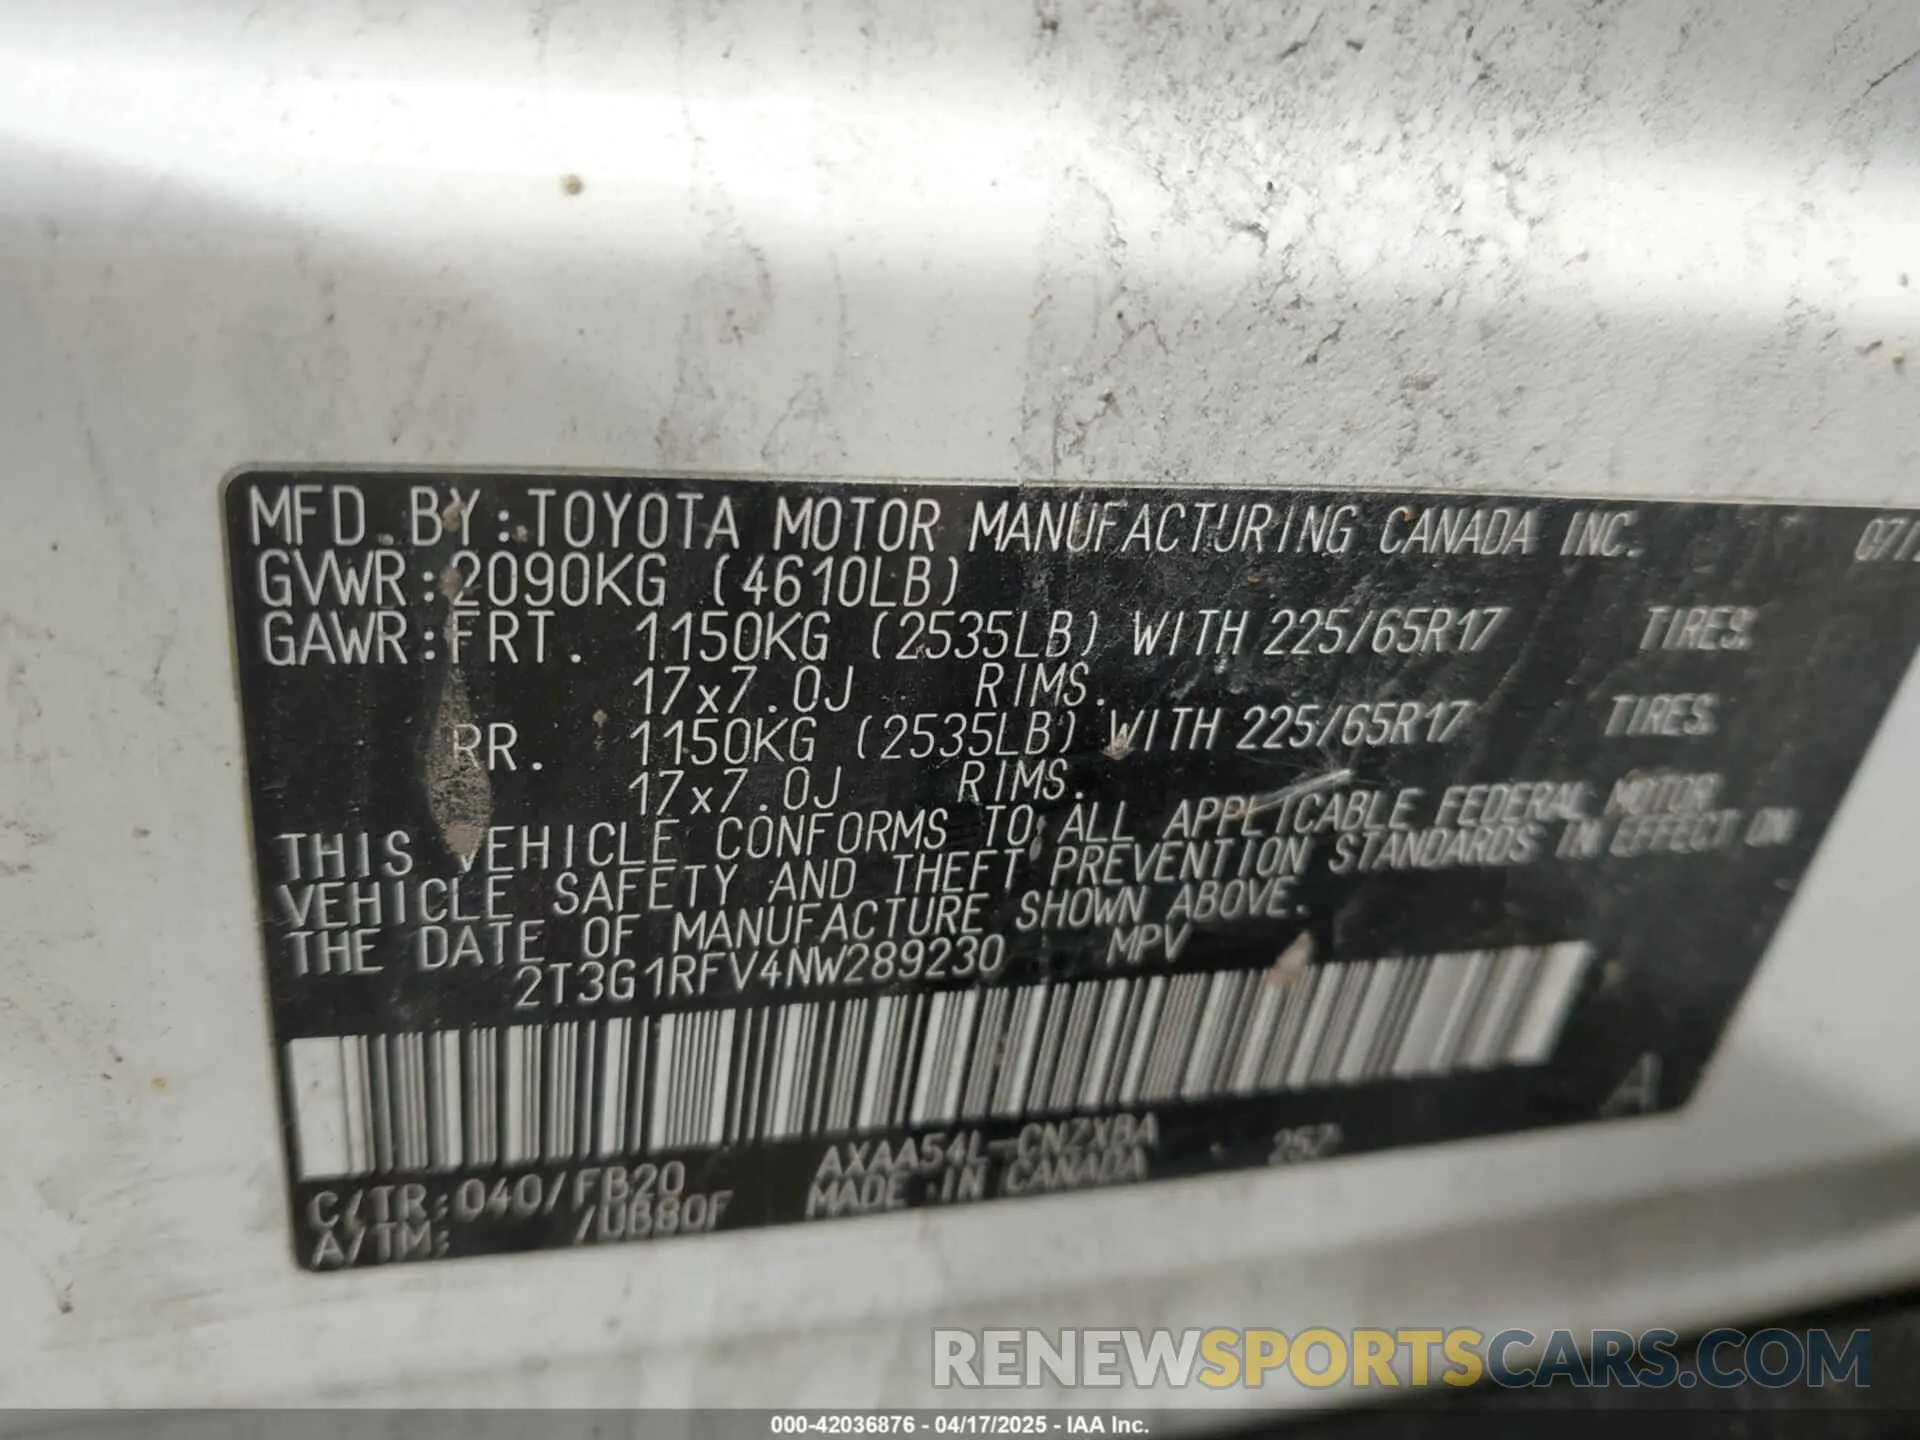 MFD. BY:TOYOTA MOTOR MANUFACTURING CANADA INC. 07/
GVWR:2090KG (4610LB)
GAWR:FRT. 1150KG (2535LB) WITH 225/65R17 TIRES.
17x7.0J RIMS.
RR. 1150KG (2535LB) WITH 225/65R17 TIRES.
17x7.0J RIMS.
THIS VEHICLE CONFORMS TO ALL APPLICABLE FEDERAL MOTOR
VEHICLE SAFETY AND THEFT PREVENTION STANDARDS IN EFFECT ON
THE DATE OF MANUFACTURE SHOWN ABOVE.
2T3G1RFV4NW289230 MPV
AXAA54L-CNZXBA 252
C/TR:040/FB20 MADE IN CANADA
A/TM: /UB80F
A
RENEWSPORTSCARS.COM
000-42036876 - 04/17/2025 - IAA Inc.